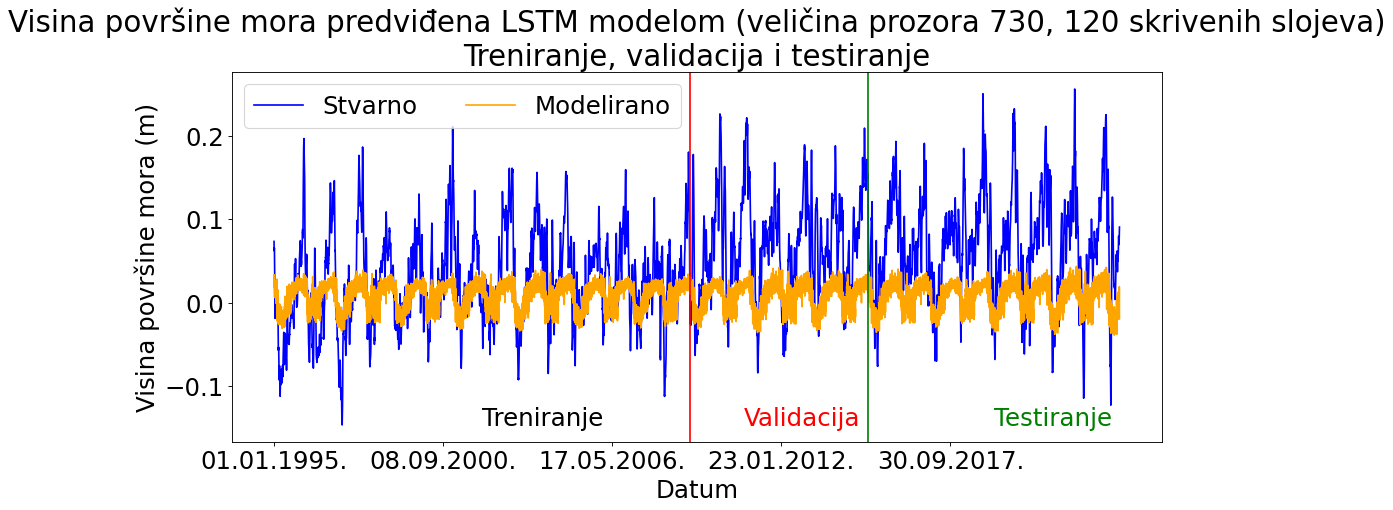 Visina površine mora predviđena LSTM modelom (veličina prozora 730, 120 skrivenih slojeva)
Treniranje, validacija i testiranje
Stvarno
Modelirano
Visina površine mora (m)
0.2
0.1
0.0
−0.1
Treniranje
Validacija
Testiranje
01.01.1995.
08.09.2000.
17.05.2006.
23.01.2012.
30.09.2017.
Datum